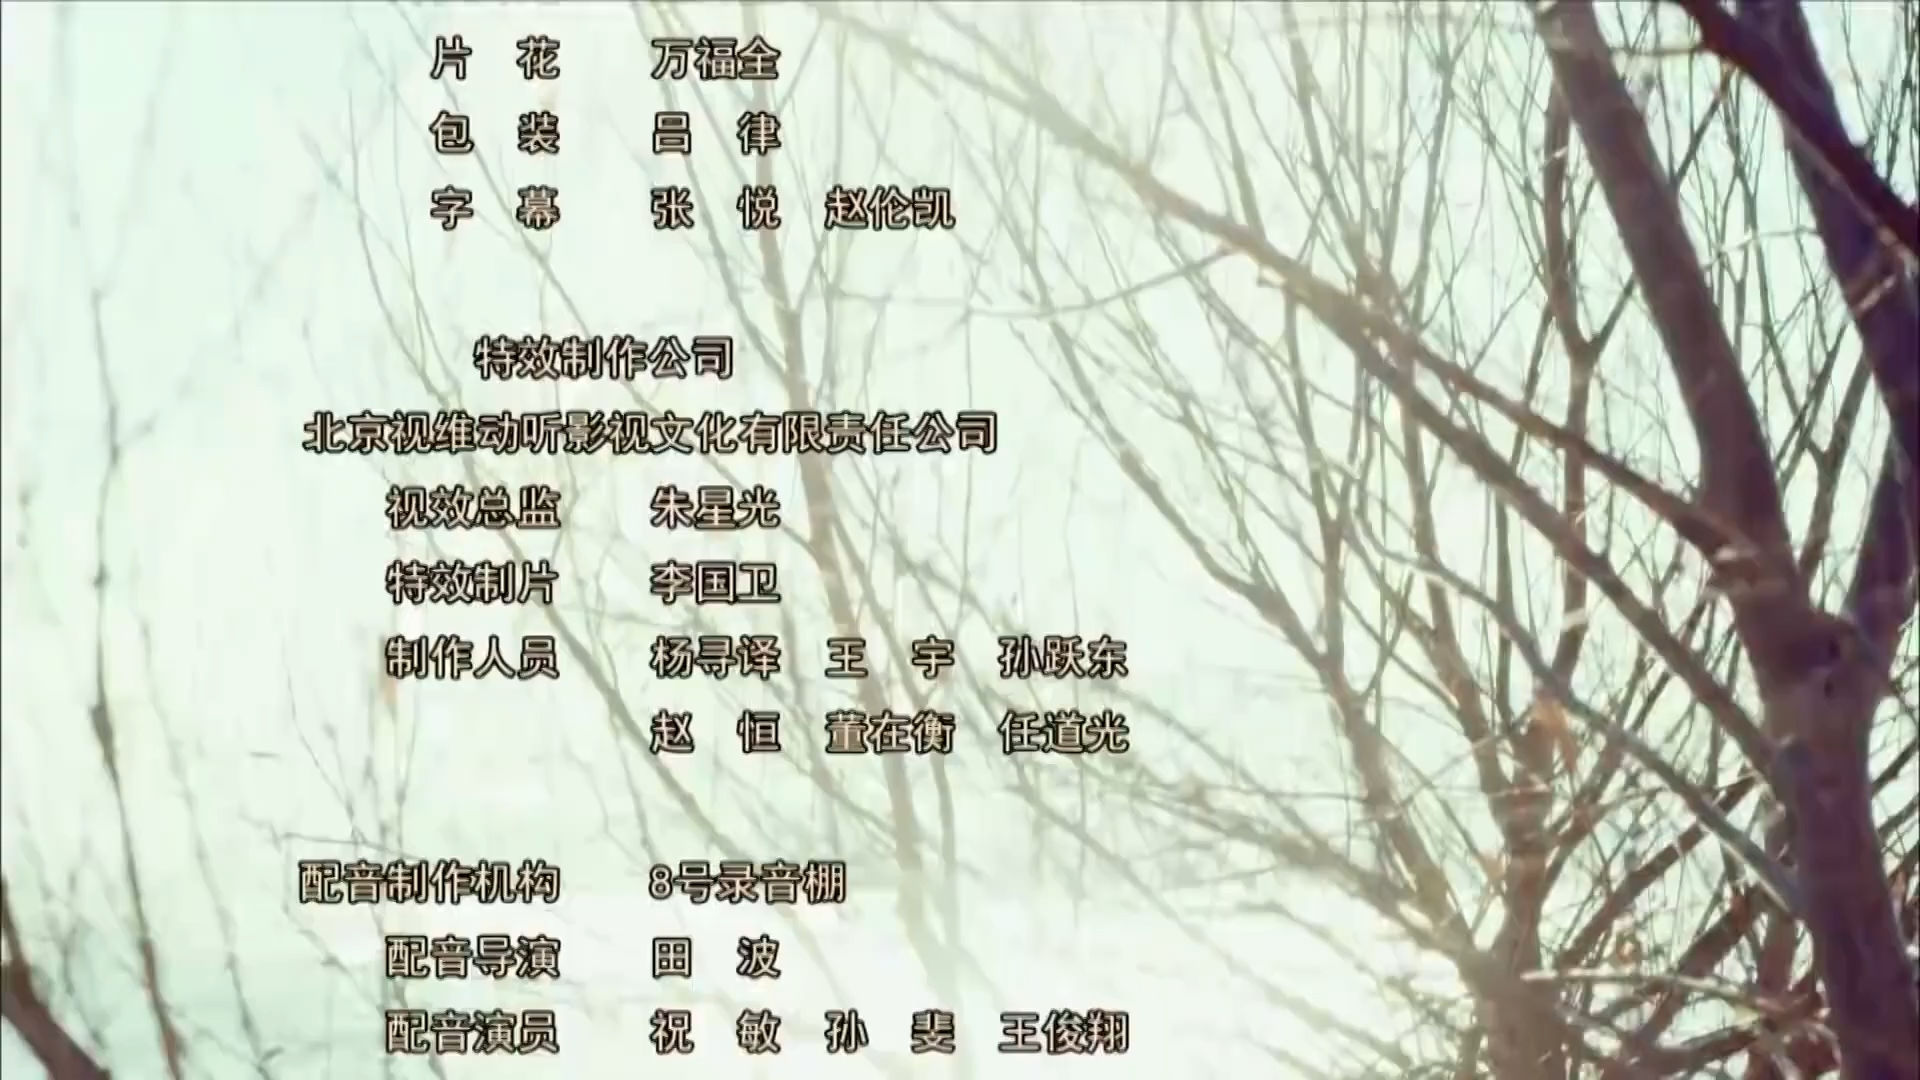 片 花 万福全
包 装 吕 律
字 幕 张 悦 赵伦凯
特效制作公司
北京视维动听影视文化有限责任公司
视效总监 朱星光
特效制片 李国卫
制作人员 杨寻译 王 宇 孙跃东
赵 恒 董在衡 任道光
配音制作机构 8号录音棚
配音导演 田 波
配音演员 祝 敏 孙 斐 王俊翔